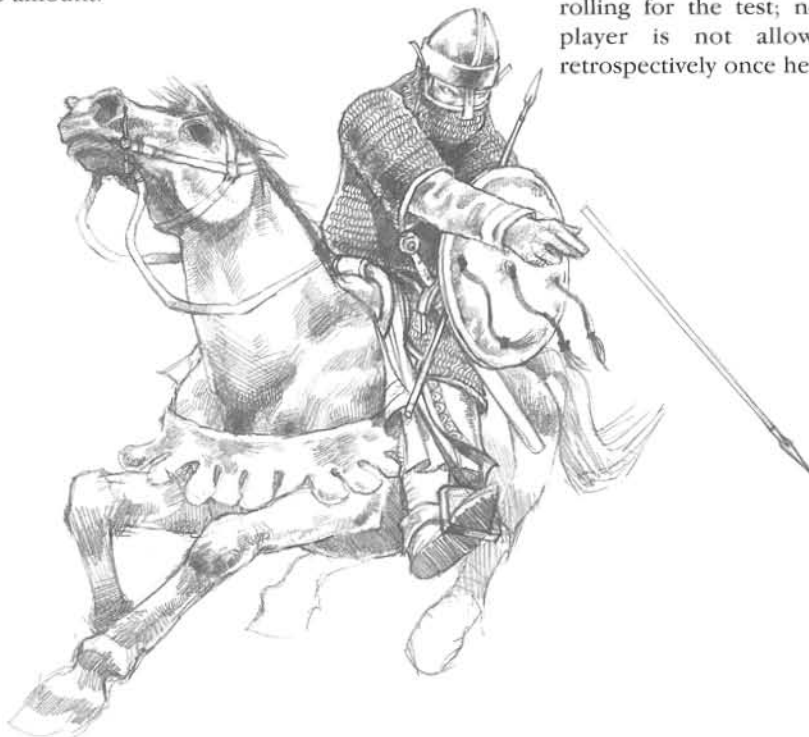 amount.
rolling for the test; n
player is not allow
retrospectively once he